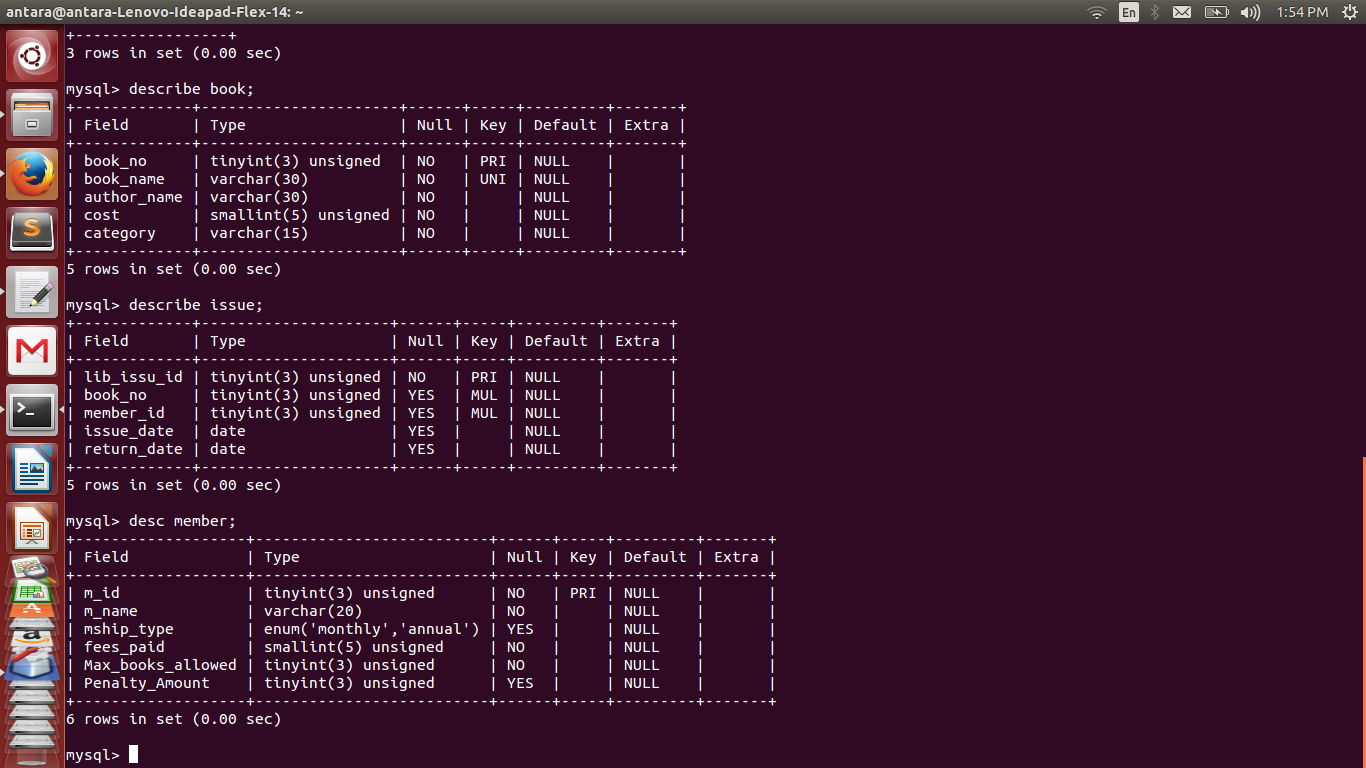 antara@antara-Lenovo-Ideapad-Flex-14: ~
En
1:54 PM
+-----------------+
3 rows in set (0.00 sec)
mysql> describe book;
+-------------+----------------------+------+-----+---------+-------+
| Field       | Type                 | Null | Key | Default | Extra |
+-------------+----------------------+------+-----+---------+-------+
| book_no     | tinyint(3) unsigned  | NO   | PRI | NULL    |       |
| book_name   | varchar(30)          | NO   | UNI | NULL    |       |
| author_name | varchar(30)          | NO   |     | NULL    |       |
| cost        | smallint(5) unsigned | NO   |     | NULL    |       |
| category    | varchar(15)          | NO   |     | NULL    |       |
+-------------+----------------------+------+-----+---------+-------+
5 rows in set (0.00 sec)
mysql> describe issue;
+-------------+---------------------+------+-----+---------+-------+
| Field       | Type                | Null | Key | Default | Extra |
+-------------+---------------------+------+-----+---------+-------+
| lib_issu_id | tinyint(3) unsigned | NO   | PRI | NULL    |       |
| book_no     | tinyint(3) unsigned | YES  | MUL | NULL    |       |
| member_id   | tinyint(3) unsigned | YES  | MUL | NULL    |       |
| issue_date  | date                | YES  |     | NULL    |       |
| return_date | date                | YES  |     | NULL    |       |
+-------------+---------------------+------+-----+---------+-------+
5 rows in set (0.00 sec)
mysql> desc member;
+-------------------+--------------------------+------+-----+---------+-------+
| Field             | Type                     | Null | Key | Default | Extra |
+-------------------+--------------------------+------+-----+---------+-------+
| m_id              | tinyint(3) unsigned      | NO   | PRI | NULL    |       |
| m_name            | varchar(20)              | NO   |     | NULL    |       |
| mship_type        | enum('monthly','annual') | YES  |     | NULL    |       |
| fees_paid         | smallint(5) unsigned     | NO   |     | NULL    |       |
| Max_books_allowed | tinyint(3) unsigned      | NO   |     | NULL    |       |
| Penalty_Amount    | tinyint(3) unsigned      | YES  |     | NULL    |       |
+-------------------+--------------------------+------+-----+---------+-------+
6 rows in set (0.00 sec)
mysql>